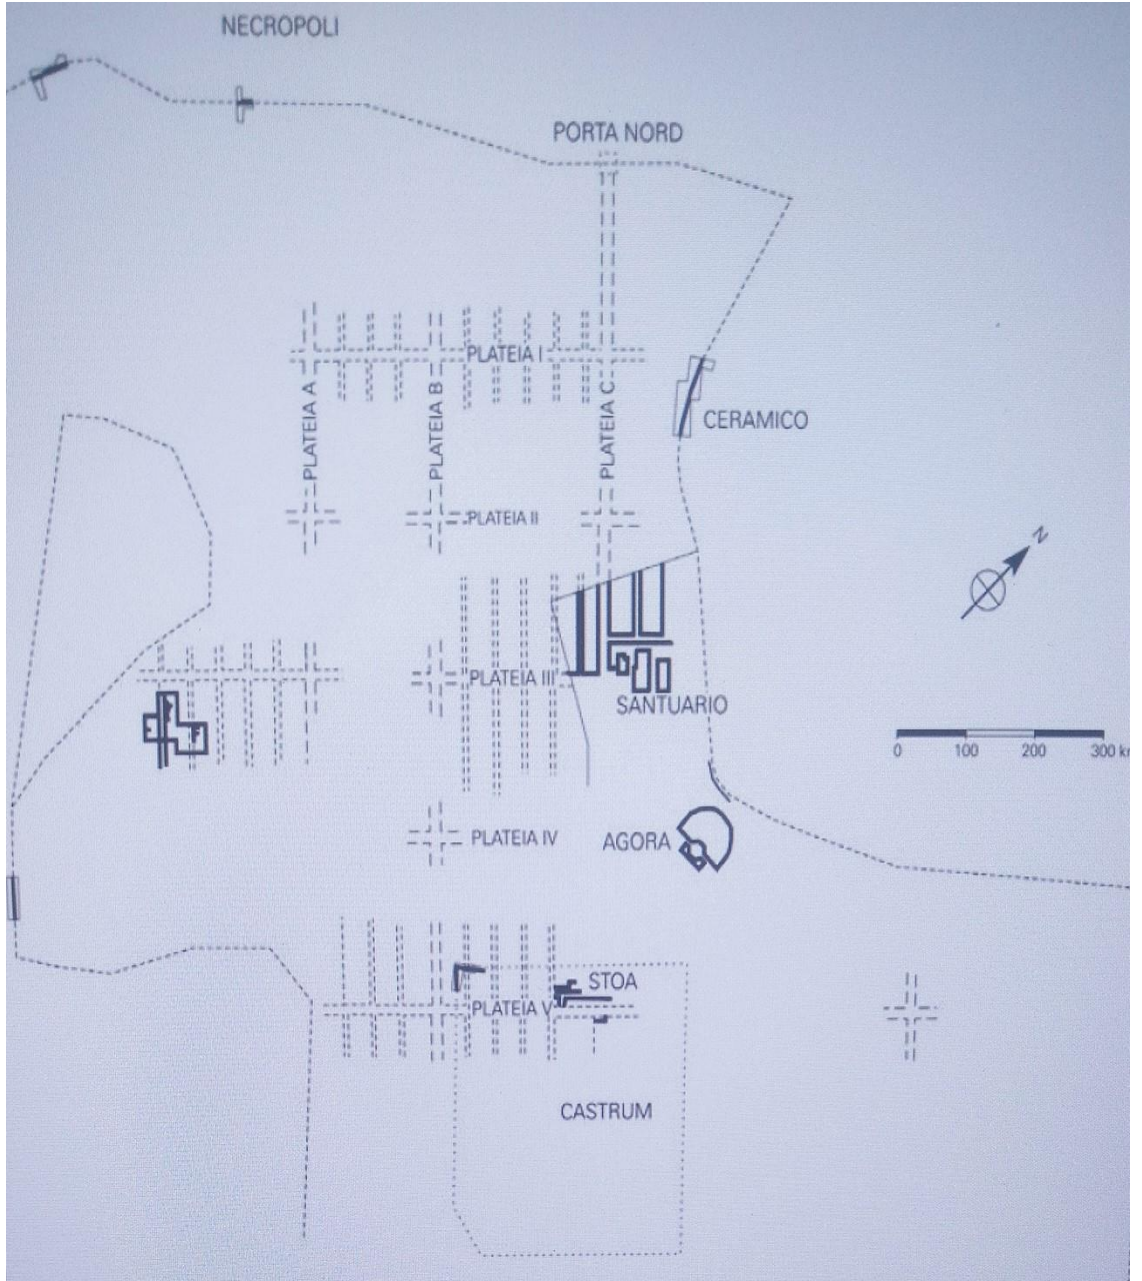 NECROPOLI
PORTA NORD
PLATEIA I
PLATEIA A
PLATEIA B
PLATEIA C
CERAMICO
PLATEIA II
N
PLATEIA III
SANTUARIO
0 100 200 300 km
PLATEIA IV
AGORA
STOA
PLATEIA V
CASTRUM